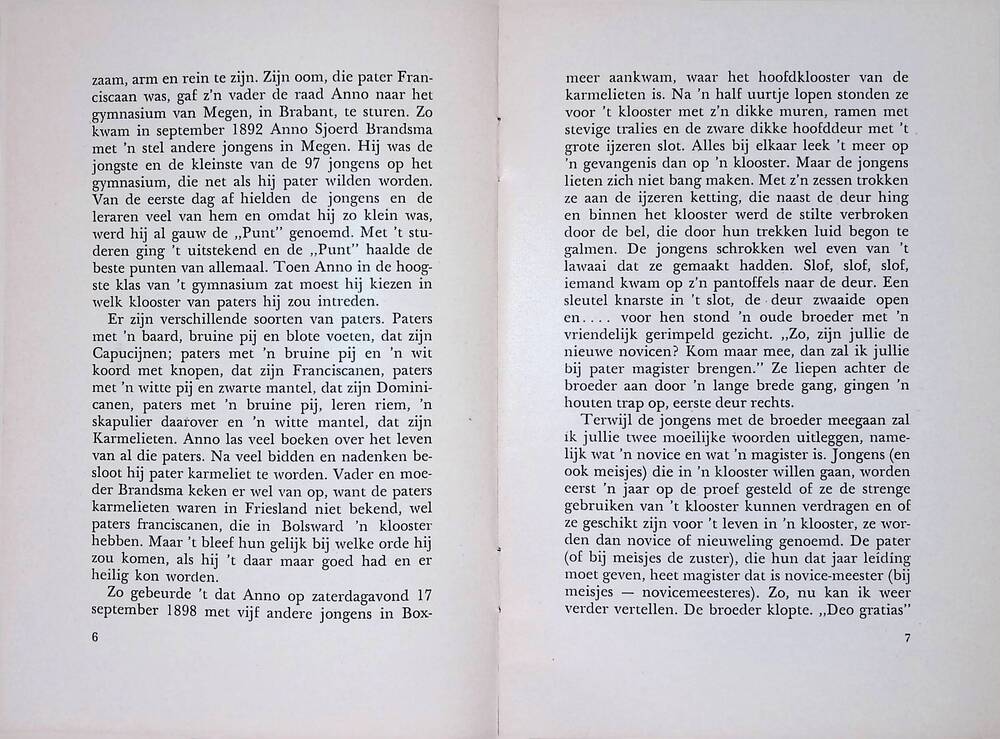 zaam, arm en rein te zijn. Zijn oom, die pater Fran-
ciscaan was, gaf z'n vader de raad Anno naar het
gymnasium van Megen, in Brabant, te sturen. Zo
kwam in september 1892 Anno Sjoerd Brandsma
met 'n stel andere jongens in Megen. Hij was de
jongste en de kleinste van de 97 jongens op het
gymnasium, die net als hij pater wilden worden.
Van de eerste dag af hielden de jongens en de
leraren veel van hem en omdat hij zo klein was,
werd hij al gauw de „Punt” genoemd. Met 't stu-
deren ging 't uitstekend en de „Punt” haalde de
beste punten van allemaal. Toen Anno in de hoog-
ste klas van 't gymnasium zat moest hij kiezen in
welk klooster van paters hij zou intreden.
Er zijn verschillende soorten van paters. Paters
met 'n baard, bruine pij en blote voeten, dat zijn
Capucijnen; paters met 'n bruine pij en 'n wit
koord met knopen, dat zijn Franciscanen, paters
met 'n witte pij en zwarte mantel, dat zijn Domini-
canen, paters met 'n bruine pij, leren riem, 'n
skapulier daarover en 'n witte mantel, dat zijn
Karmelieten. Anno las veel boeken over het leven
van al die paters. Na veel bidden en nadenken be-
sloot hij pater karmeliet te worden. Vader en moe-
der Brandsma keken er wel van op, want de paters
karmelieten waren in Friesland niet bekend, wel
paters franciscanen, die in Bolsward 'n klooster
hebben. Maar 't bleef hun gelijk bij welke orde hij
zou komen, als hij 't daar maar goed had en er
heilig kon worden.
Zo gebeurde 't dat Anno op zaterdagavond 17
september 1898 met vijf andere jongens in Box-
6
meer aankwam, waar het hoofdklooster van de
karmelieten is. Na 'n half uurtje lopen stonden ze
voor 't klooster met z'n dikke muren, ramen met
stevige tralies en de zware dikke hoofddeur met 't
grote ijzeren slot. Alles bij elkaar leek 't meer op
'n gevangenis dan op 'n klooster. Maar de jongens
lieten zich niet bang maken. Met z'n zessen trokken
ze aan de ijzeren ketting, die naast de deur hing
en binnen het klooster werd de stilte verbroken
door de bel, die door hun trekken luid begon te
galmen. De jongens schrokken wel even van 't
lawaai dat ze gemaakt hadden. Slof, slof, slof,
iemand kwam op z'n pantoffels naar de deur. Een
sleutel knarste in 't slot, de deur zwaaide open
en.... voor hen stond 'n oude broeder met 'n
vriendelijk gerimpeld gezicht. „Zo, zijn jullie de
nieuwe novicen? Kom maar mee, dan zal ik jullie
bij pater magister brengen.” Ze liepen achter de
broeder aan door 'n lange brede gang, gingen 'n
houten trap op, eerste deur rechts.
Terwijl de jongens met de broeder meegaan zal
ik jullie twee moeilijke woorden uitleggen, name-
lijk wat 'n novice en wat 'n magister is. Jongens (en
ook meisjes) die in 'n klooster willen gaan, worden
eerst 'n jaar op de proef gesteld of ze de strenge
gebruiken van 't klooster kunnen verdragen en of
ze geschikt zijn voor 't leven in 'n klooster, ze wor-
den dan novice of nieuweling genoemd. De pater
(of bij meisjes de zuster), die hun dat jaar leiding
moet geven, heet magister dat is novice-meester (bij
meisjes — novicemeesteres). Zo, nu kan ik weer
verder vertellen. De broeder klopte. „Deo gratias”
7